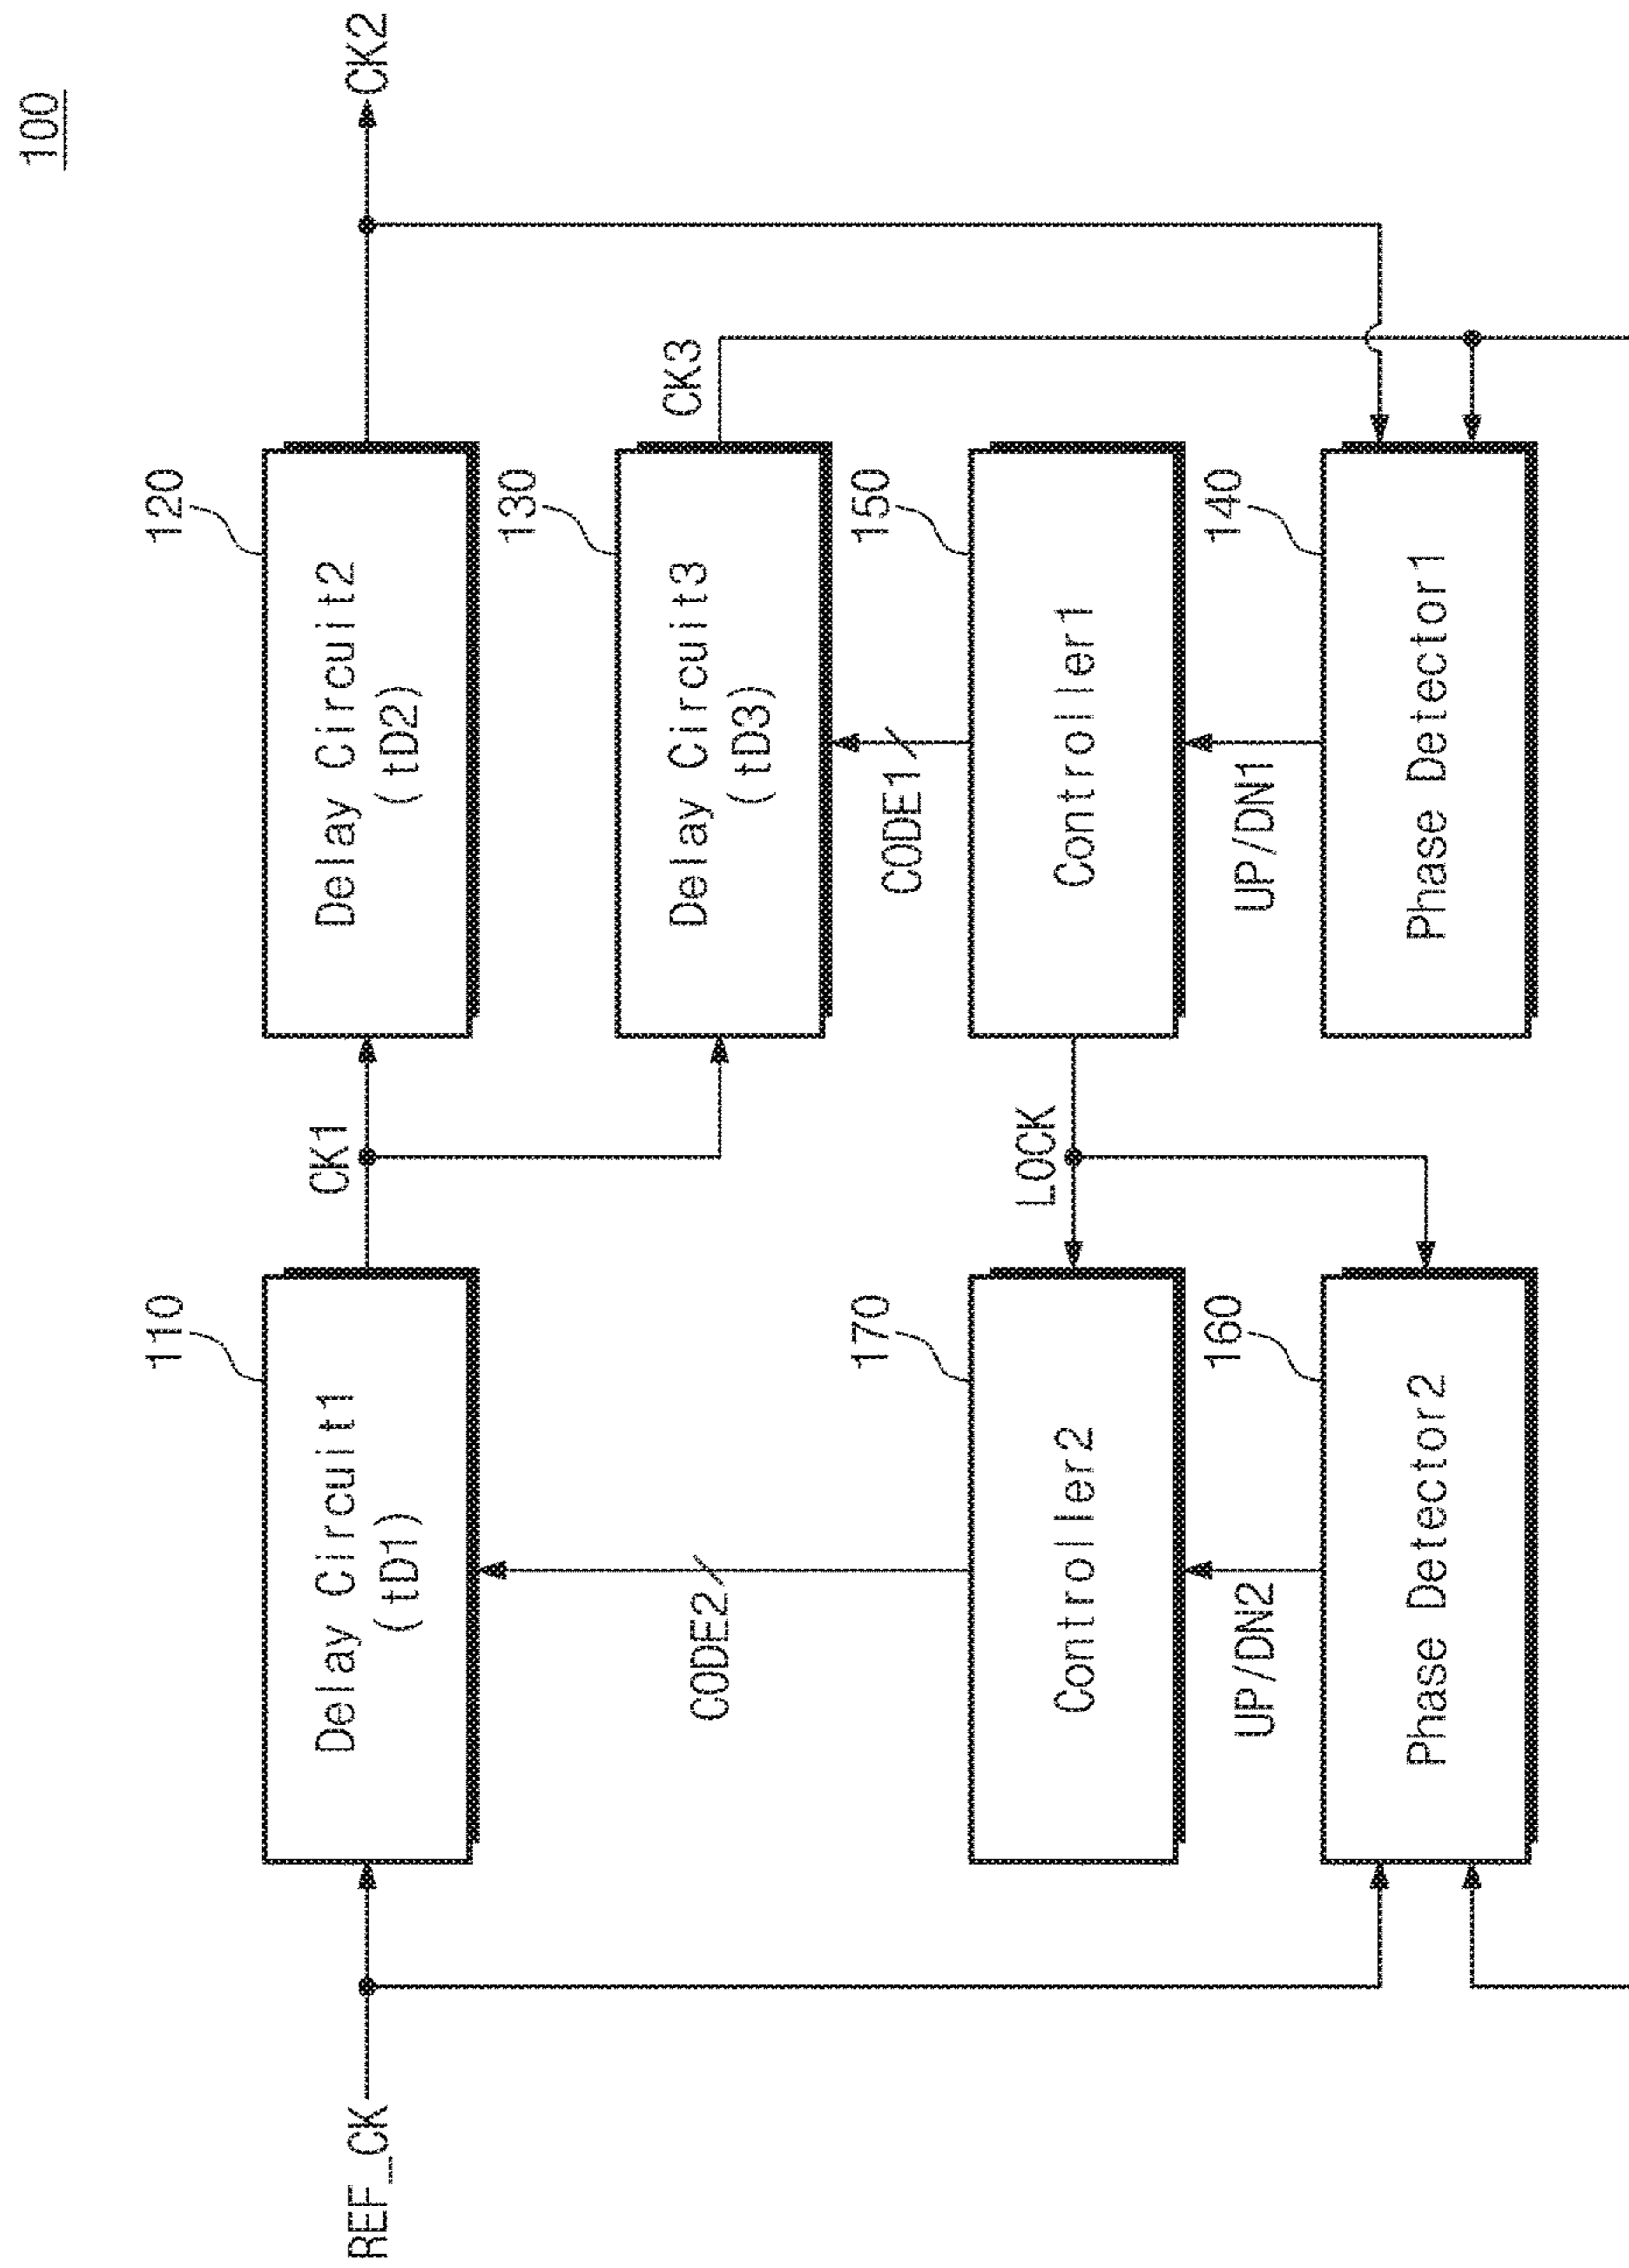 100
110
120
REF_CK
Delay Circuit1
(tD1)
CK1
Delay Circuit2
(tD2)
CK2
130
Delay Circuit3
(tD3)
CK3
CODE2
CODE1
170
150
Controller2
LOCK
Controller1
UP/DN2
UP/DN1
160
140
Phase Detector2
Phase Detector1